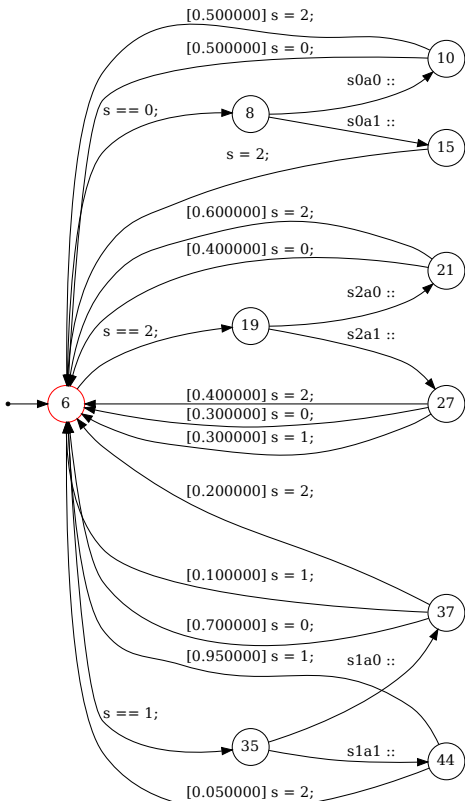 [0.500000] s = 2;
10
[0.500000] s = 0;
s0a0 ::
s == 0;
8
s0a1 ::
15
s = 2;
[0.600000] s = 2;
[0.400000] s = 0;
21
s2a0 ::
s == 2;
19
s2a1 ::
6
[0.400000] s = 2;
27
[0.300000] s = 0;
[0.300000] s = 1;
[0.200000] s = 2;
[0.100000] s = 1;
37
[0.700000] s = 0;
[0.950000] s = 1;
s1a0 ::
s == 1;
35
s1a1 ::
44
[0.050000] s = 2;